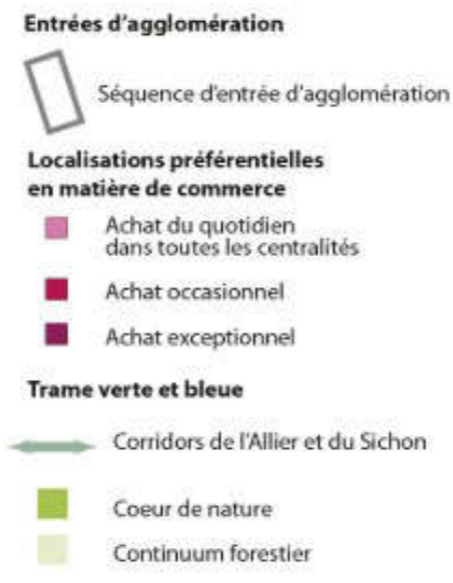 Entrées d'agglomération
Séquence d'entrée d'agglomération
Localisations préférentielles
en matière de commerce
Achat du quotidien
dans toutes les centralités
Achat occasionnel
Achat exceptionnel
Trame verte et bleue
Corridors de l'Allier et du Sichon
Coeur de nature
Continuum forestier